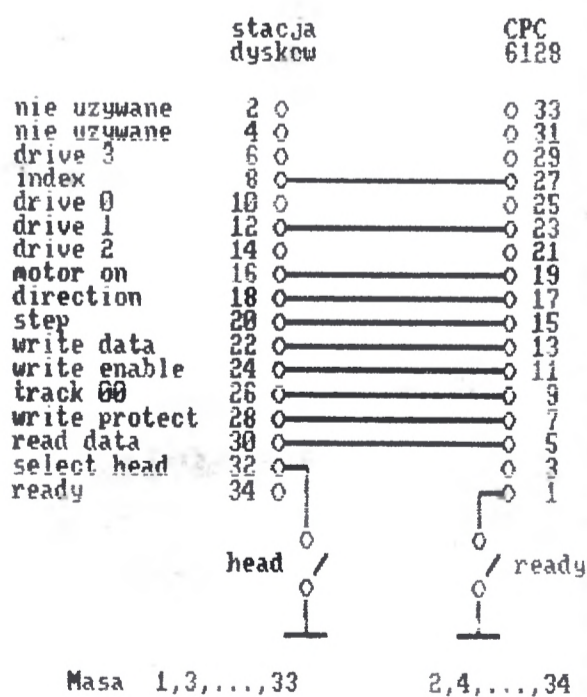 stacja CPC
dyskow 6128
nie uzywane 2 33
nie uzywane 4 31
drive 3 6 29
index 8 27
drive 0 10 25
drive 1 12 23
drive 2 14 21
motor on 16 19
direction 18 17
step 20 15
write data 22 13
write enable 24 11
track 00 26 9
write protect 28 7
read data 30 5
select head 32 3
ready 34 1
head ready
Masa 1,3,...,33 2,4,...,34